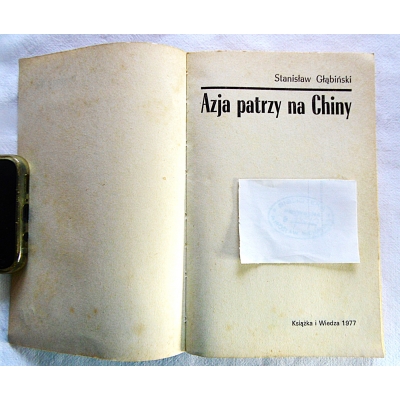 Stanisław Głąbiński
Azja patrzy na Chiny
Książka i Wiedza 1977